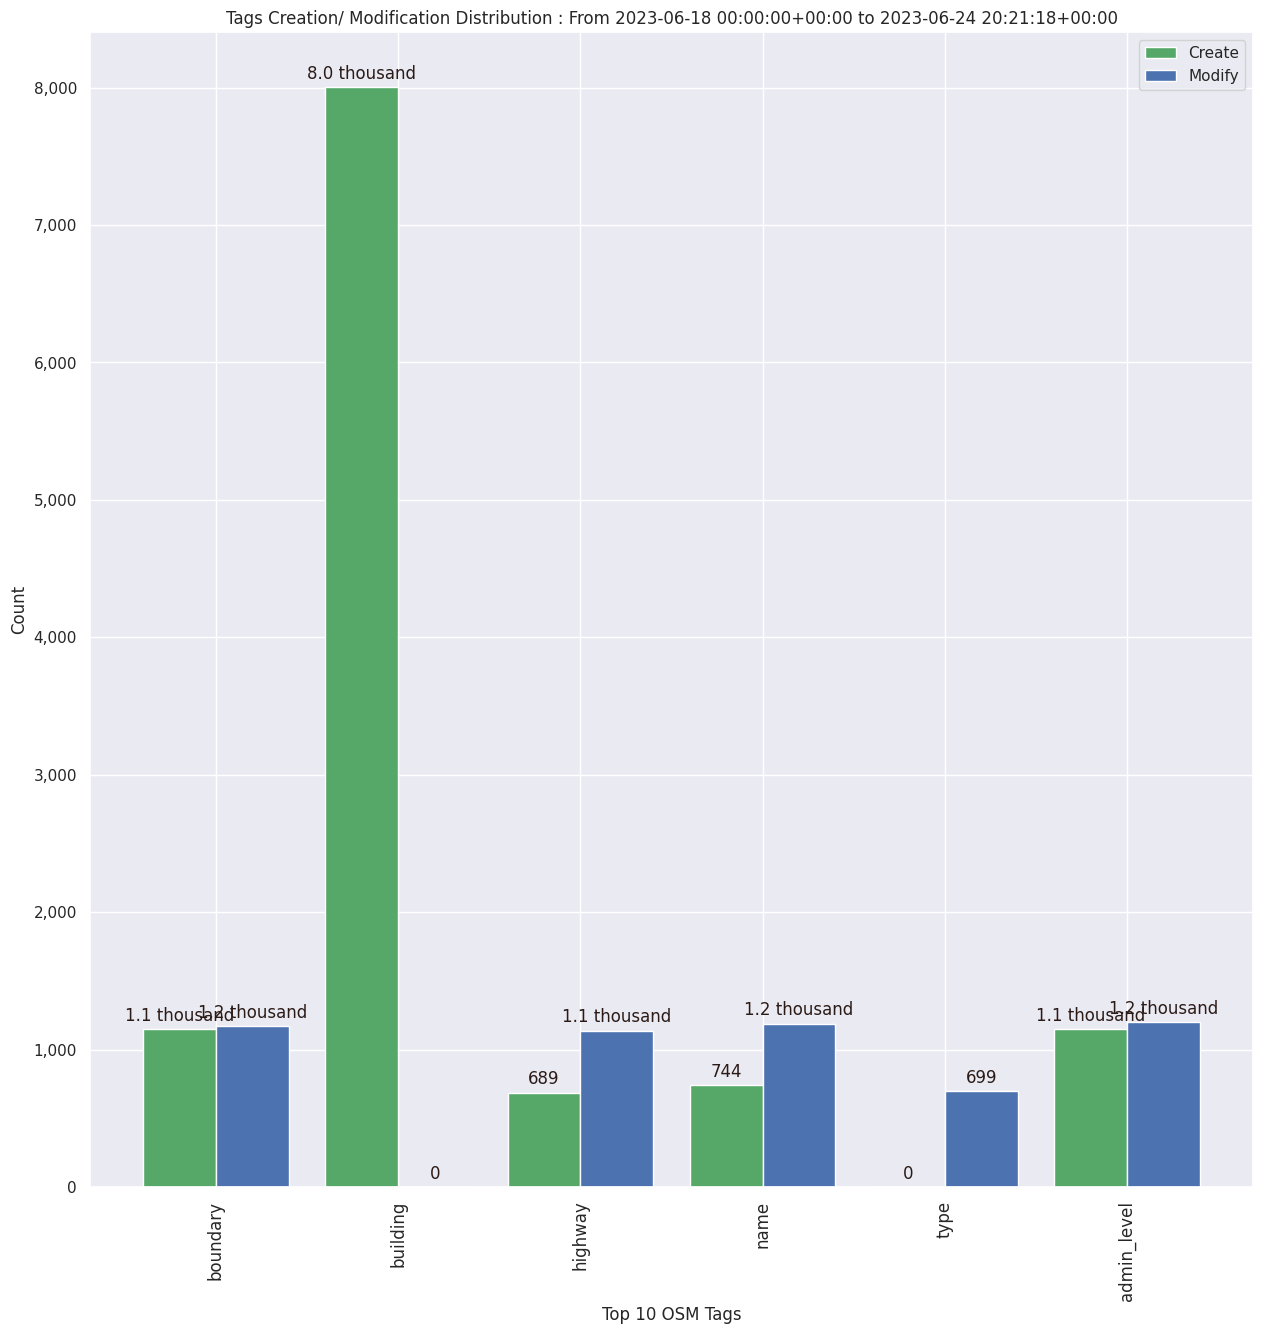 Tags Creation/ Modification Distribution : From 2023-06-18 00:00:00+00:00 to 2023-06-24 20:21:18+00:00
Create
Modify
8.0 thousand
8,000
7,000
6,000
5,000
4,000
3,000
2,000
1,000
0
Count
1.1 thousand
1.2 thousand
0
689
1.1 thousand
744
1.2 thousand
0
699
1.1 thousand
1.2 thousand
boundary
building
highway
name
type
admin_level
Top 10 OSM Tags